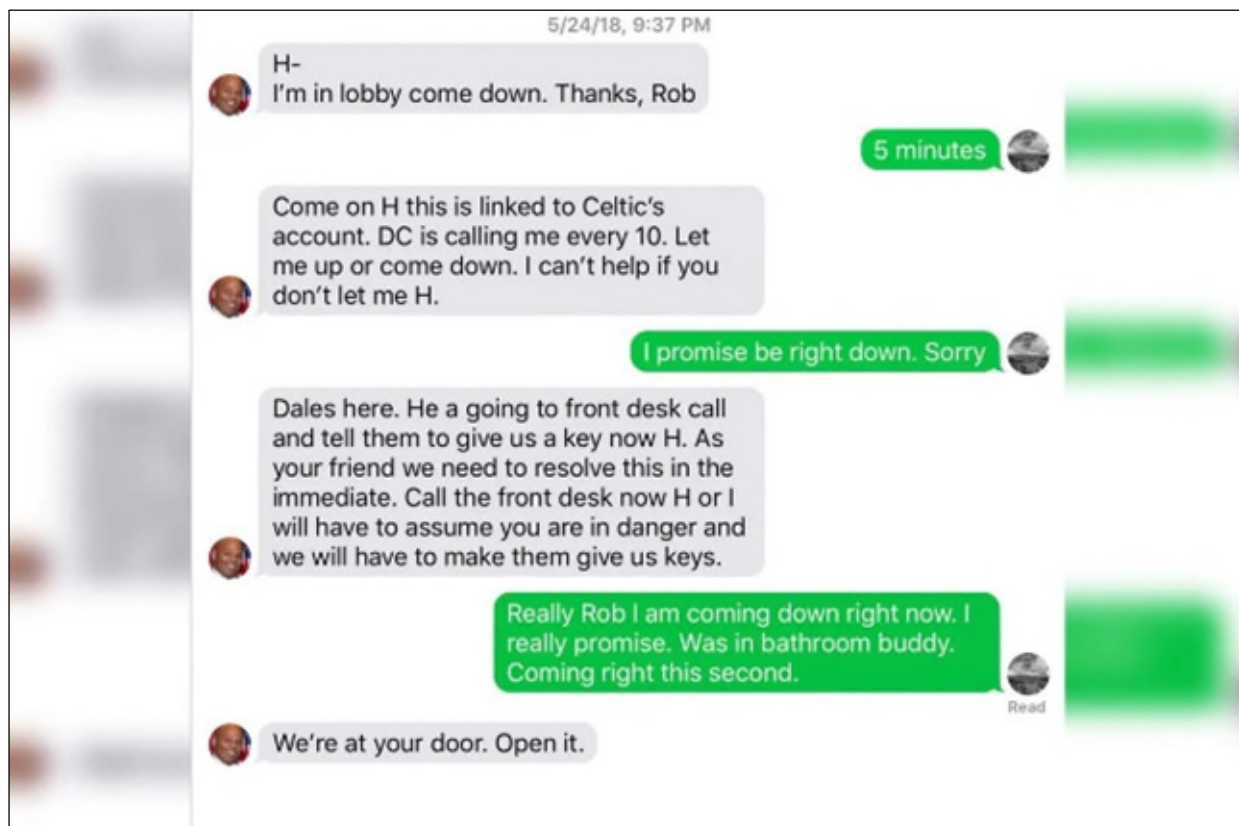 5/24/18, 9:37 PM
H-
I'm in lobby come down. Thanks, Rob
5 minutes
Come on H this is linked to Celtic's
account. DC is calling me every 10. Let
me up or come down. I can't help if you
don't let me H.
I promise be right down. Sorry
Dales here. He a going to front desk call
and tell them to give us a key now H. As
your friend we need to resolve this in the
immediate. Call the front desk now H or I
will have to assume you are in danger and
we will have to make them give us keys.
Really Rob I am coming down right now. I
really promise. Was in bathroom buddy.
Coming right this second.
Read
We're at your door. Open it.